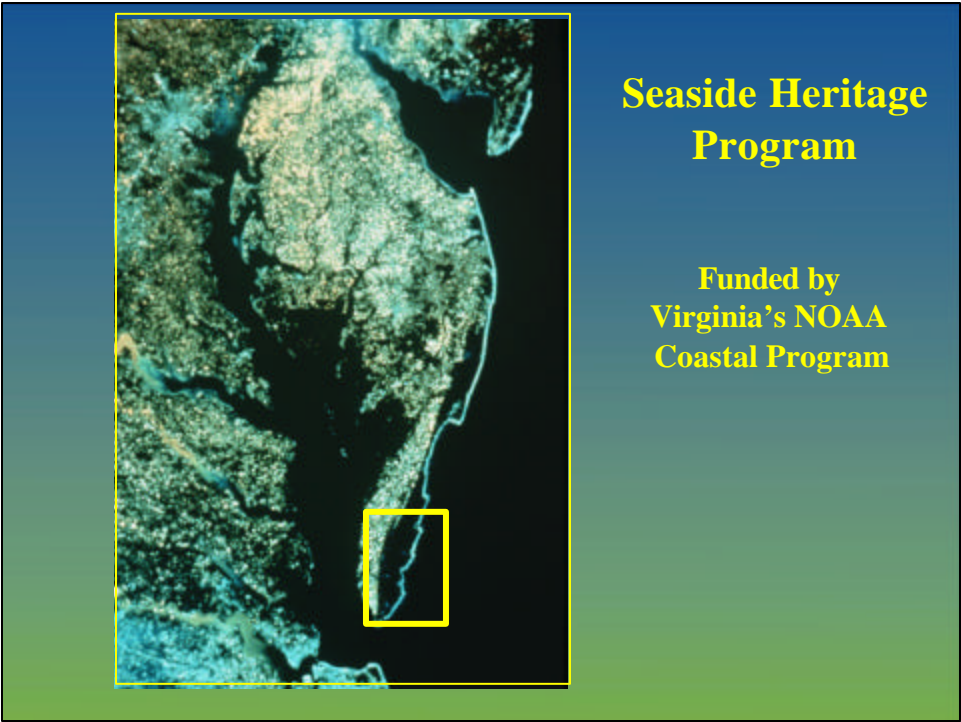 Seaside Heritage
Program
Funded by
Virginia’s NOAA
Coastal Program